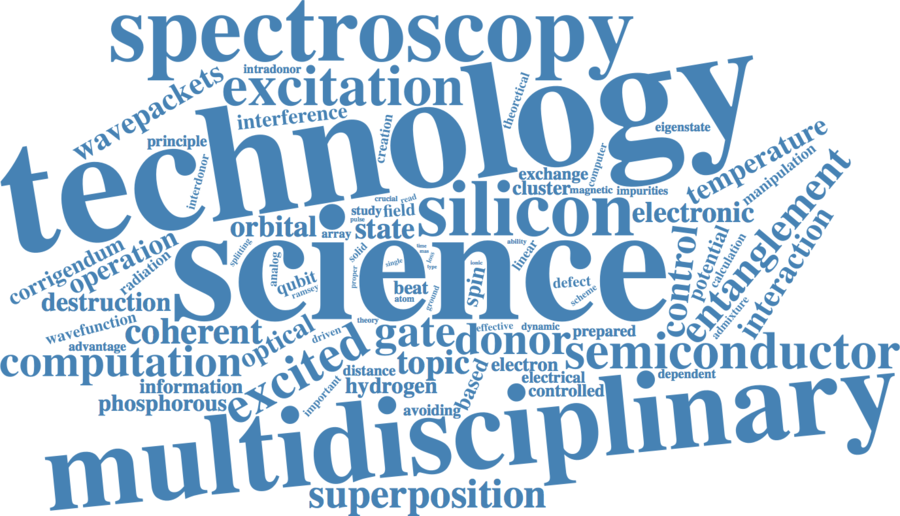 spectroscopy
intradonor
excitation
wavepackets
technology
interference
theoretical
creation
principle
interdonor
eigenstate
computer
exchange
cluster
magnetic
impurities
temperature
manipulation
crucial
read
study
field
pulse
silicon
electronic
orbital
array
state
science
corrigendum
operation
radiation
splitting
analog
solid
proper
single
time
max
loss
type
ionic
ability
linear
control
potential
calculation
entanglement
interaction
admixture
destruction
qubit
ramsey
beat
atom
ground
spin
defect
scheme
wavefunction
coherent
advantage
optical
driven
theory
gate
effective
dynamic
donor
prepared
computation
excited
topic
electron
semiconductor
information
distance
hydrogen
important
based
electrical
controlled
dependent
phosphorous
avoiding
multidisciplinary
superposition